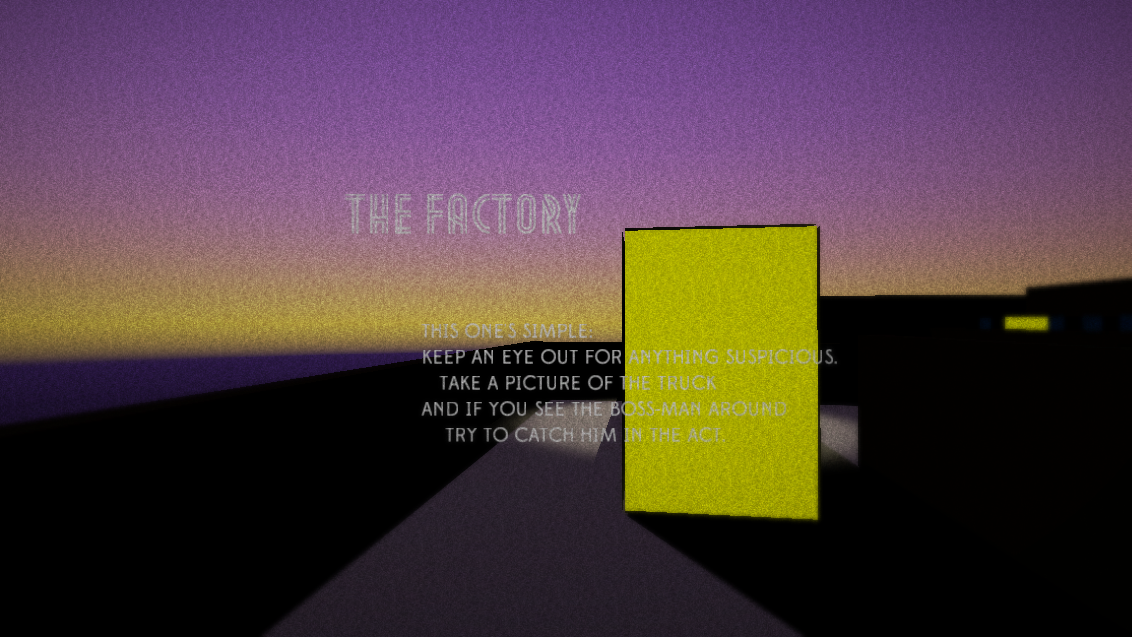 THE FACTORY
THIS ONE'S SIMPLE:
KEEP AN EYE OUT FOR ANYTHING SUSPICIOUS.
TAKE A PICTURE OF THE TRUCK
AND IF YOU SEE THE BOSS-MAN AROUND
TRY TO CATCH HIM IN THE ACT.